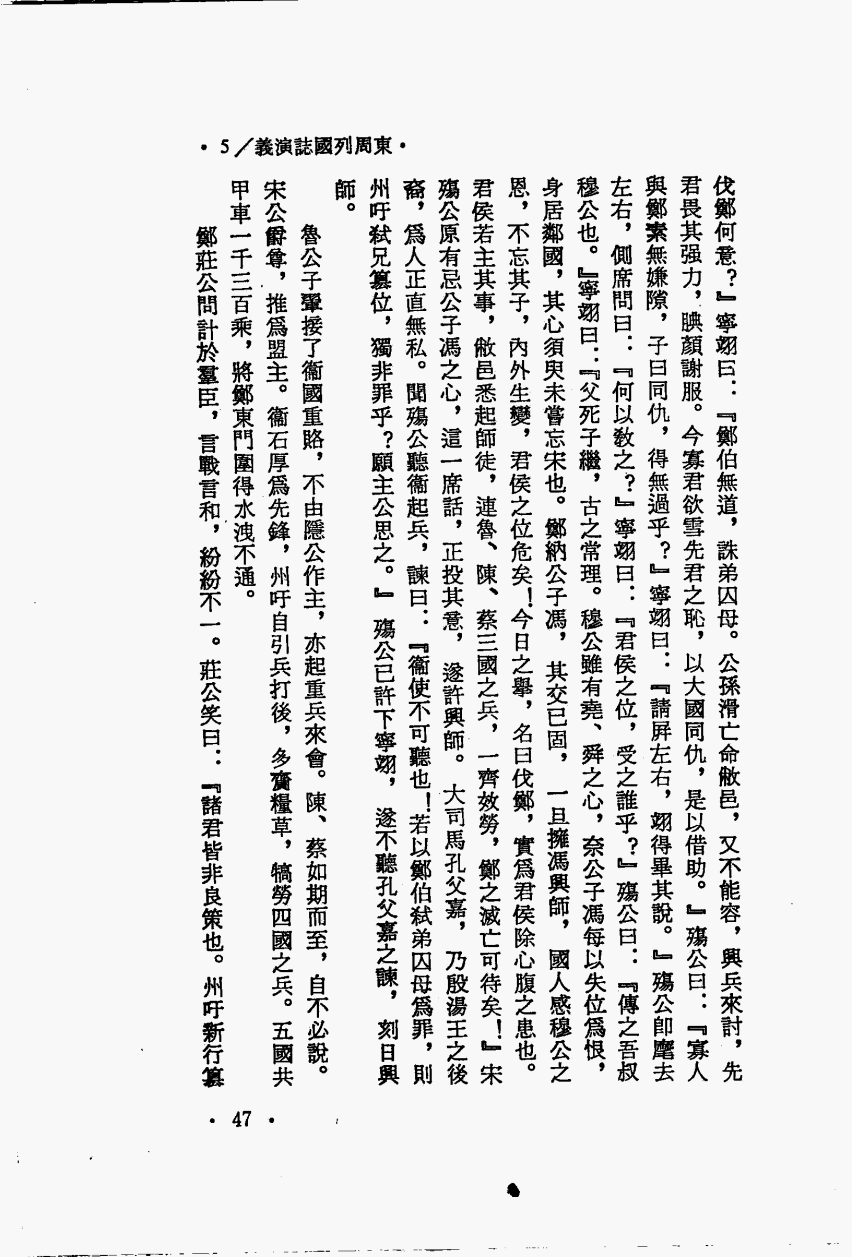 ·東周列國誌演義/5·
伐鄭何意？』寧翊曰：『鄭伯無道，誅弟囚母。公孫滑亡命敝邑，又不能容，興兵來討，先
君畏其强力，腆顏謝服。今寡君欲雪先君之恥，以大國同仇，是以借助。』殤公曰：『寡人
與鄭素無嫌隙，子曰同仇，得無過乎？』寧翊曰：『請屏左右，翊得畢其說。』殤公卽麾去
左右，側席問曰：『何以敎之？』寧翊曰：『君侯之位，受之誰乎？』殤公曰：『傳之吾叔
穆公也。』寧翊曰：『父死子繼，古之常理。穆公雖有堯、舜之心，奈公子馮每以失位爲恨，
身居鄰國，其心須臾未嘗忘宋也。鄭納公子馮，其交已固，一旦擁馮興師，國人感穆公之
恩，不忘其子，內外生變，君侯之位危矣！今日之舉，名曰伐鄭，實爲君侯除心腹之患也。
君侯若主其事，敝邑悉起師徒，連魯、陳、蔡三國之兵，一齊效勞，鄭之滅亡可待矣！』宋
殤公原有忌公子馮之心，這一席話，正投其意，遂許興師。大司馬孔父嘉，乃殷湯王之後
裔，爲人正直無私。聞殤公聽衞起兵，諫曰：『衞使不可聽也！若以鄭伯弒弟囚母爲罪，則
州吁弒兄篡位，獨非罪乎？願主公思之。』殤公已許下寧翊，遂不聽孔父嘉之諫，刻日興
師。
魯公子翬接了衞國重賂，不由隱公作主，亦起重兵來會。陳、蔡如期而至，自不必說。
宋公爵尊，推爲盟主。衞石厚爲先鋒，州吁自引兵打後，多齎糧草，犒勞四國之兵。五國共
甲車一千三百乘，將鄭東門圍得水洩不通。
鄭莊公問計於羣臣，言戰言和，紛紛不一。莊公笑曰：『諸君皆非良策也。州吁新行篡
·47·